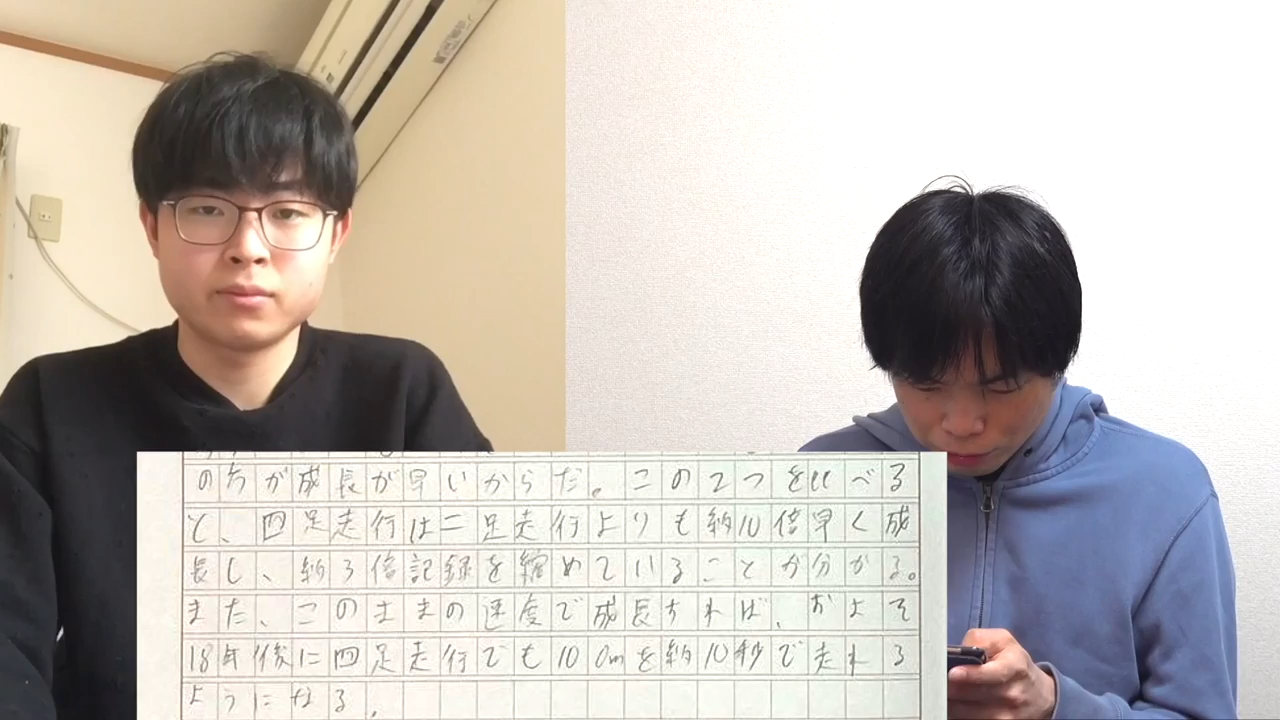 の方が成長が早いからだ。この2つを比べる
と、四足走行は二足走行よりも約10倍早く成
長し、約3倍記録を縮めていることが分かる。
また、このままの速度で成長すれば、およそ
18年後に四足走行でも100mを約10秒で走れる
ようになる。